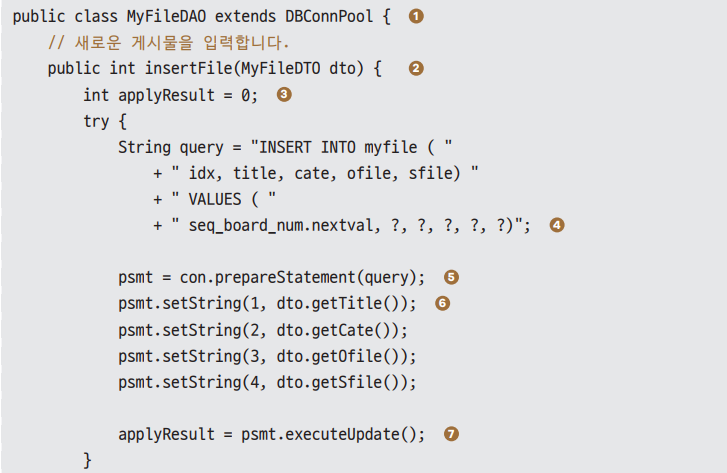 public class MyFileDAO extends DBConnPool { ❶
// 새로운 게시물을 입력합니다.
public int insertFile(MyFileDTO dto) { ❷
int applyResult = 0; ❸
try {
String query = "INSERT INTO myfile ( "
+ " idx, title, cate, ofile, sfile) "
+ " VALUES ( "
+ " seq_board_num.nextval, ?, ?, ?, ?, ?)"; ❹
psmt = con.prepareStatement(query); ❺
psmt.setString(1, dto.getTitle()); ❻
psmt.setString(2, dto.getCate());
psmt.setString(3, dto.getOfile());
psmt.setString(4, dto.getSfile());
applyResult = psmt.executeUpdate(); ❼
}